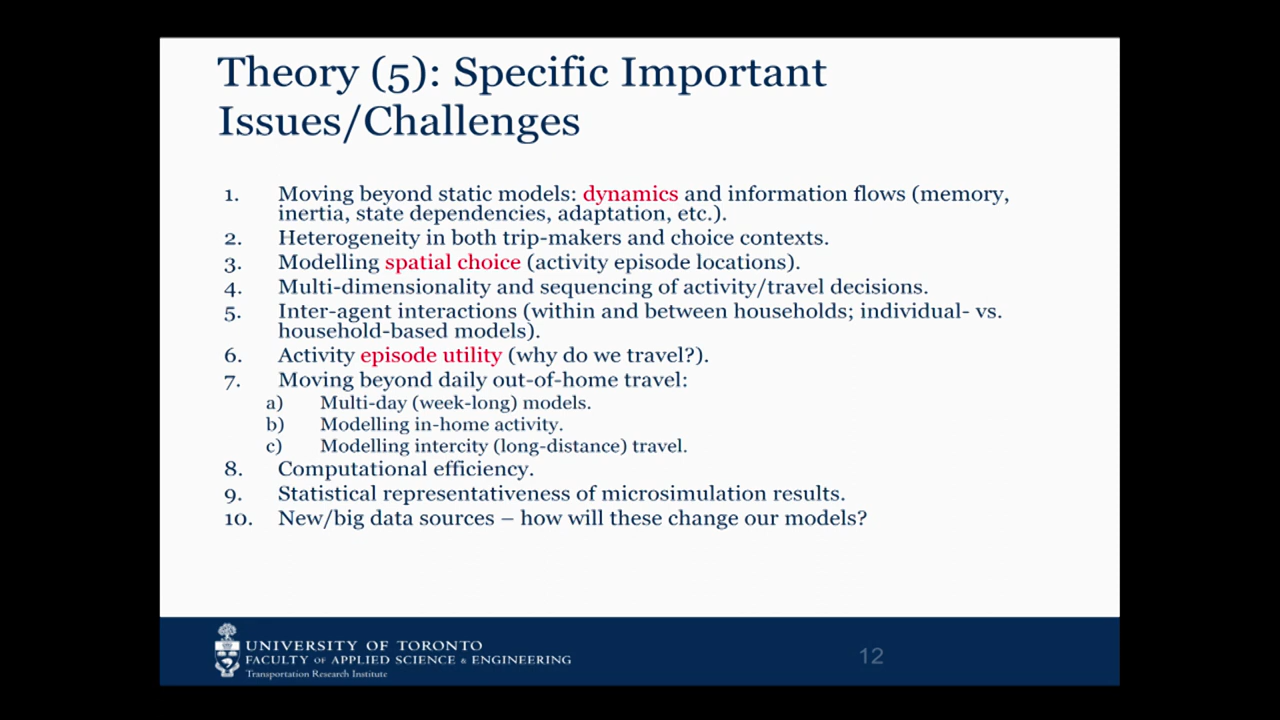 Theory (5): Specific Important
Issues/Challenges
1. Moving beyond static models: dynamics and information flows (memory,
inertia, state dependencies, adaptation, etc.).
2. Heterogeneity in both trip-makers and choice contexts.
3. Modelling spatial choice (activity episode locations).
4. Multi-dimensionality and sequencing of activity/travel decisions.
5. Inter-agent interactions (within and between households; individual- vs.
household-based models).
6. Activity episode utility (why do we travel?).
7. Moving beyond daily out-of-home travel:
a) Multi-day (week-long) models.
b) Modelling in-home activity.
c) Modelling intercity (long-distance) travel.
8. Computational efficiency.
9. Statistical representativeness of microsimulation results.
10. New/big data sources – how will these change our models?
UNIVERSITY OF TORONTO
FACULTY OF APPLIED SCIENCE & ENGINEERING
Transportation Research Institute
12